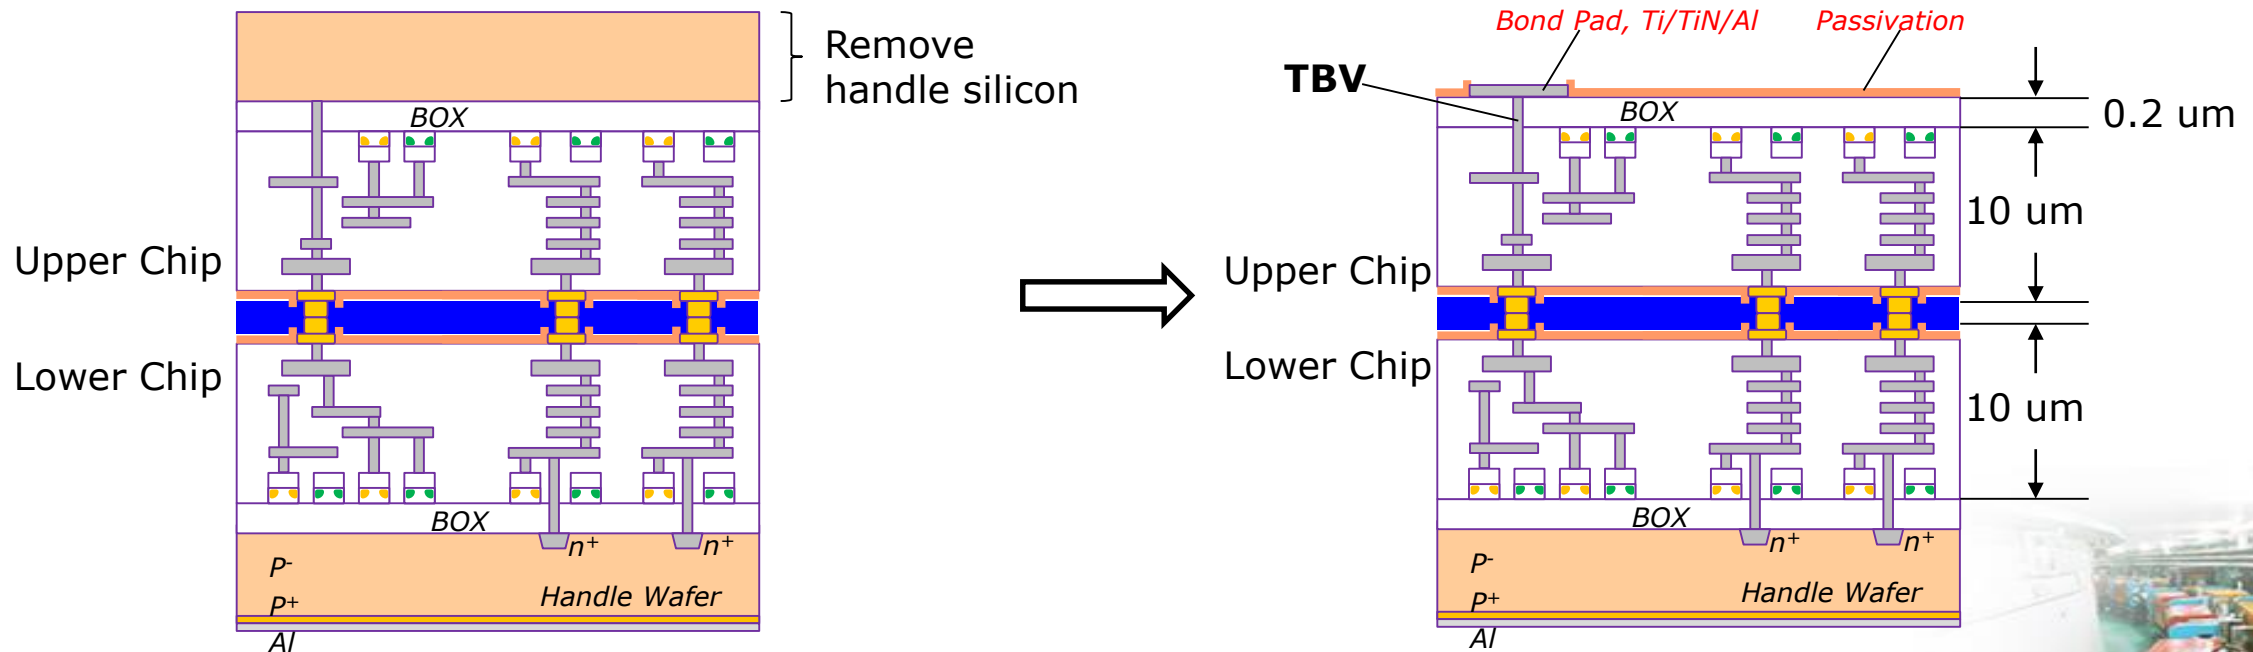 Remove
handle silicon
BOX
Upper Chip
Lower Chip
BOX
n+
n+
P-
P+
Handle Wafer
Al
Bond Pad, Ti/TiN/Al
Passivation
TBV
BOX
0.2 um
10 um
Upper Chip
Lower Chip
10 um
BOX
n+
n+
P-
P+
Handle Wafer
Al